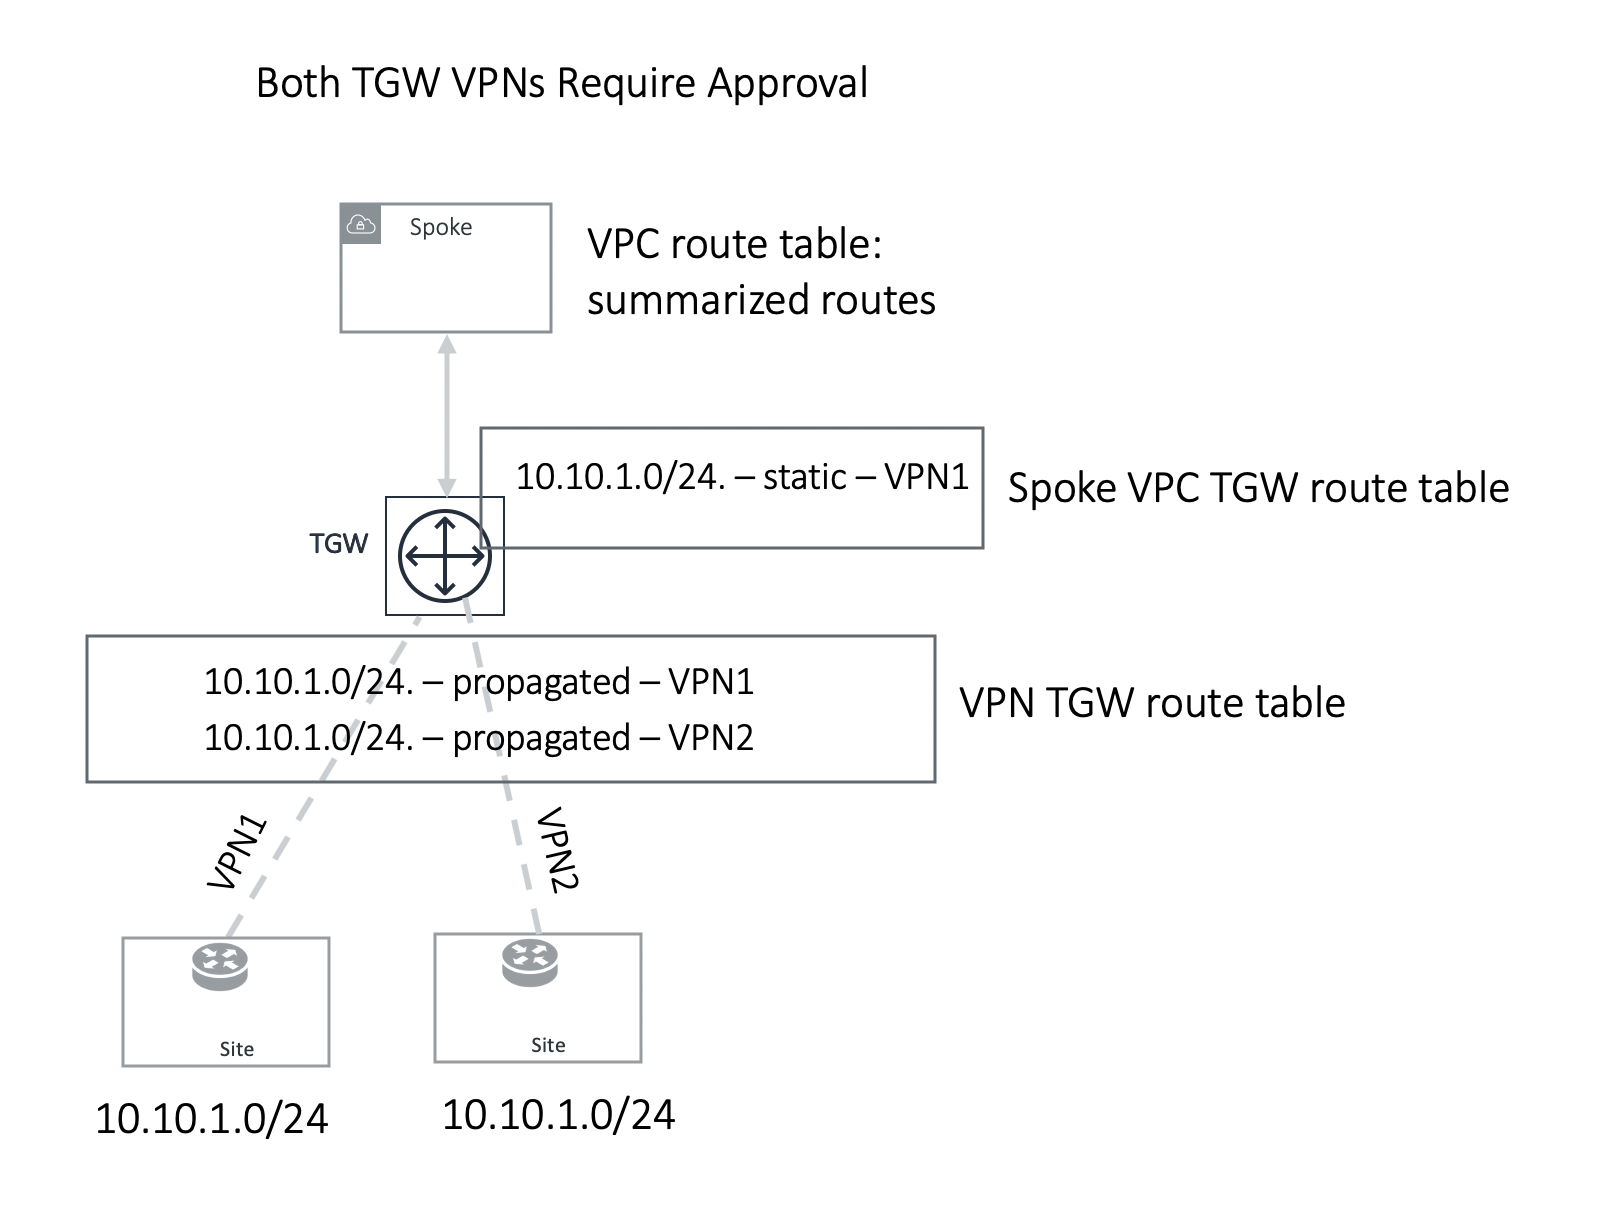 Both TGW VPNs Require Approval
Spoke
VPC route table:
summarized routes
10.10.1.0/24. – static – VPN1
Spoke VPC TGW route table
TGW
10.10.1.0/24. – propagated – VPN1
10.10.1.0/24. – propagated – VPN2
VPN TGW route table
VPN1
VPN2
Site
Site
10.10.1.0/24
10.10.1.0/24